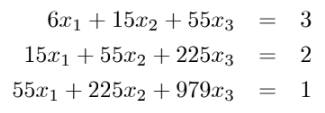 6x₁ + 15x₂ + 55x₃ = 3
15x₁ + 55x₂ + 225x₃ = 2
55x₁ + 225x₂ + 979x₃ = 1